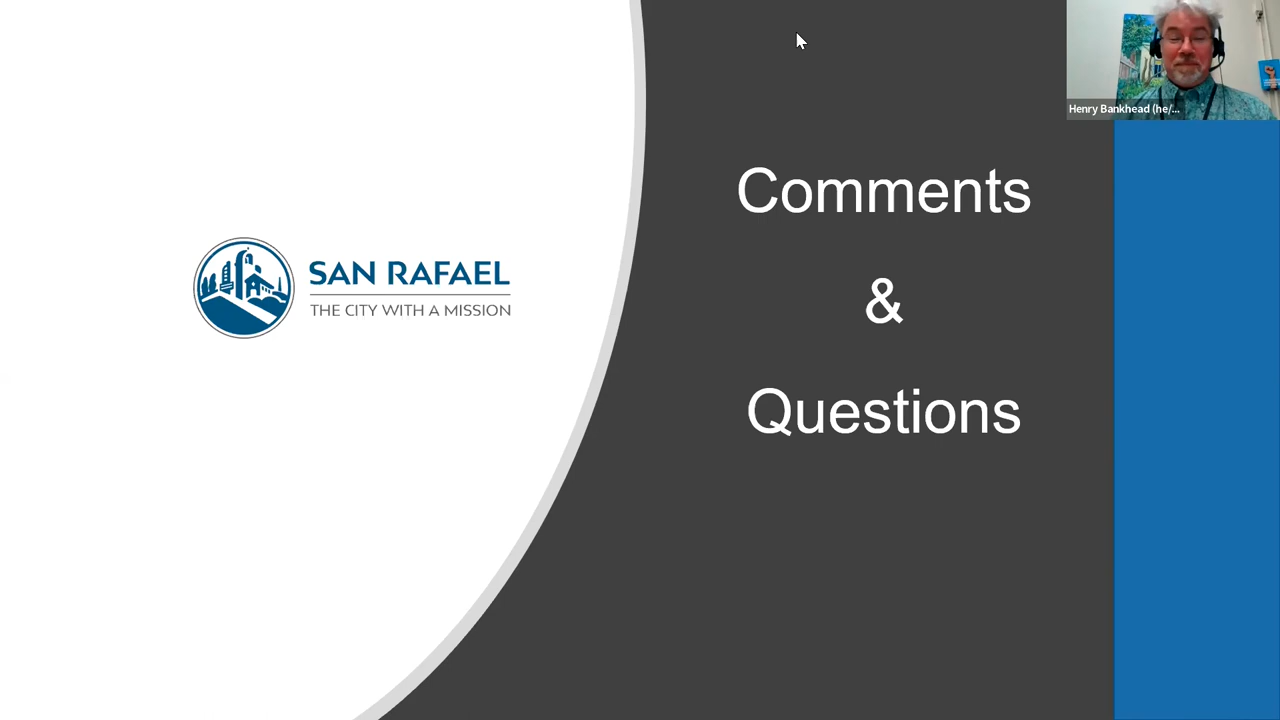 Henry Bankhead (he/...
Comments
&
Questions
SAN RAFAEL
THE CITY WITH A MISSION